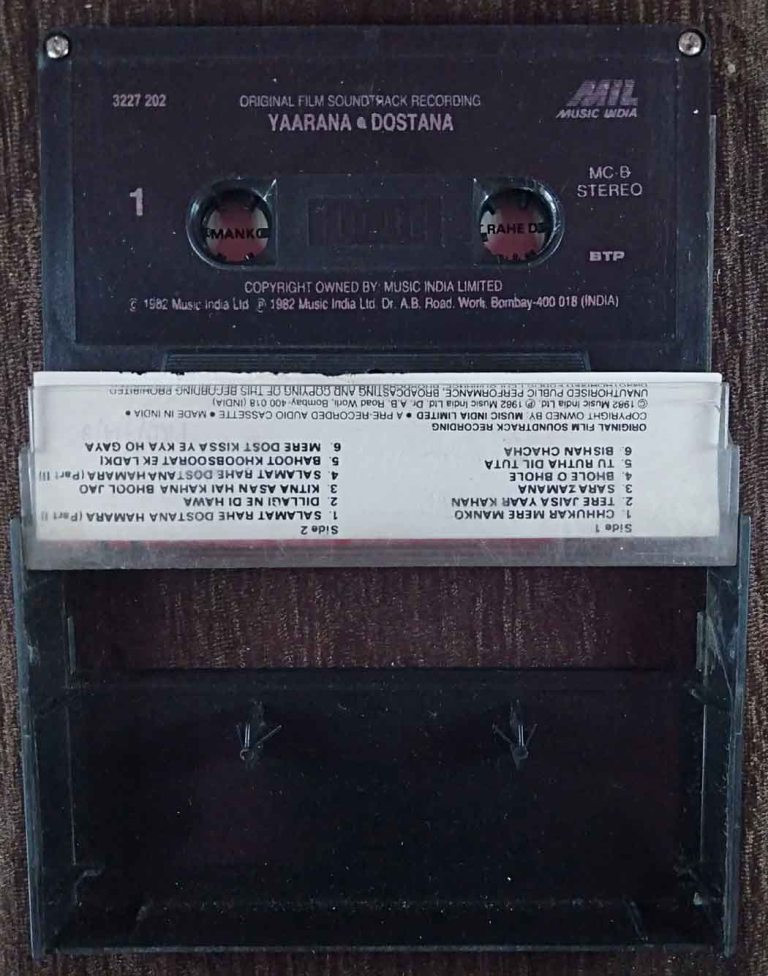 3227 202
ORIGINAL FILM SOUNDTRACK RECORDING
YAARANA DOSTANA
MIL
MUSIC INDIA
1
MC-B
STEREO
MANKO
RAHE D
BTP
COPYRIGHT OWNED BY: MUSIC INDIA LIMITED
© 1982 Music India Ltd ℗ 1982 Music India Ltd. Dr. A.B. Road. Worli. Bombay-400 018 (INDIA)
Side 1
1. CHHUKAR MERE MANKO
2. TERE JAISA YAAR KAHAN
3. SARA ZAMANA
4. BHOLE O BHOLE
5. TU RUTHA DIL TUTA
6. BISHAN CHACHA
Side 2
1. SALAMAT RAHE DOSTANA HAMARA (Part I)
2. DILLAGI NE DI HAWA
3. KITNA ASAN HAI KAHNA BHOOL JAO
4. SALAMAT RAHE DOSTANA HAMARA (Part II)
5. BAHOOT KHOOBSOORAT EK LADKI
6. MERE DOST KISSA YE KYA HO GAYA
ORIGINAL FILM SOUNDTRACK RECORDING
COPYRIGHT OWNED BY MUSIC INDIA LIMITED • A PRE-RECORDED AUDIO CASSETTE • MADE IN INDIA •
© 1982 Music India Ltd. ℗ 1982 Music India Ltd. Dr. A.B. Road, Worli, Bombay-400 018 (INDIA)
UNAUTHORISED PUBLIC PERFORMANCE, BROADCASTING AND COPYING OF THIS RECORDING PROHIBITED